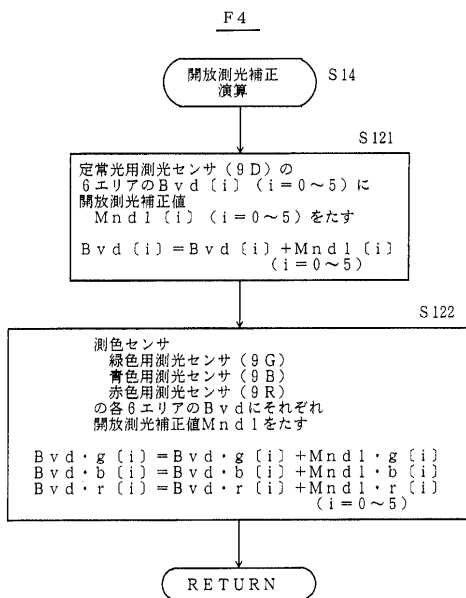 F4
開放測光補正
演算
S14
S121
定常光用測光センサ(9D)の
6エリアのBvd〔i〕(i=0~5)に
開放測光補正値
Mndl〔i〕(i=0~5)をたす
Bvd〔i〕=Bvd〔i〕+Mndl〔i〕
(i=0~5)
S122
測色センサ
緑色用測光センサ(9G)
青色用測光センサ(9B)
赤色用測光センサ(9R)
の各6エリアのBvdにそれぞれ
開放測光補正値Mndlをたす
Bvd・g〔i〕=Bvd・g〔i〕+Mndl・g〔i〕
Bvd・b〔i〕=Bvd・b〔i〕+Mndl・b〔i〕
Bvd・r〔i〕=Bvd・r〔i〕+Mndl・r〔i〕
(i=0~5)
RETURN